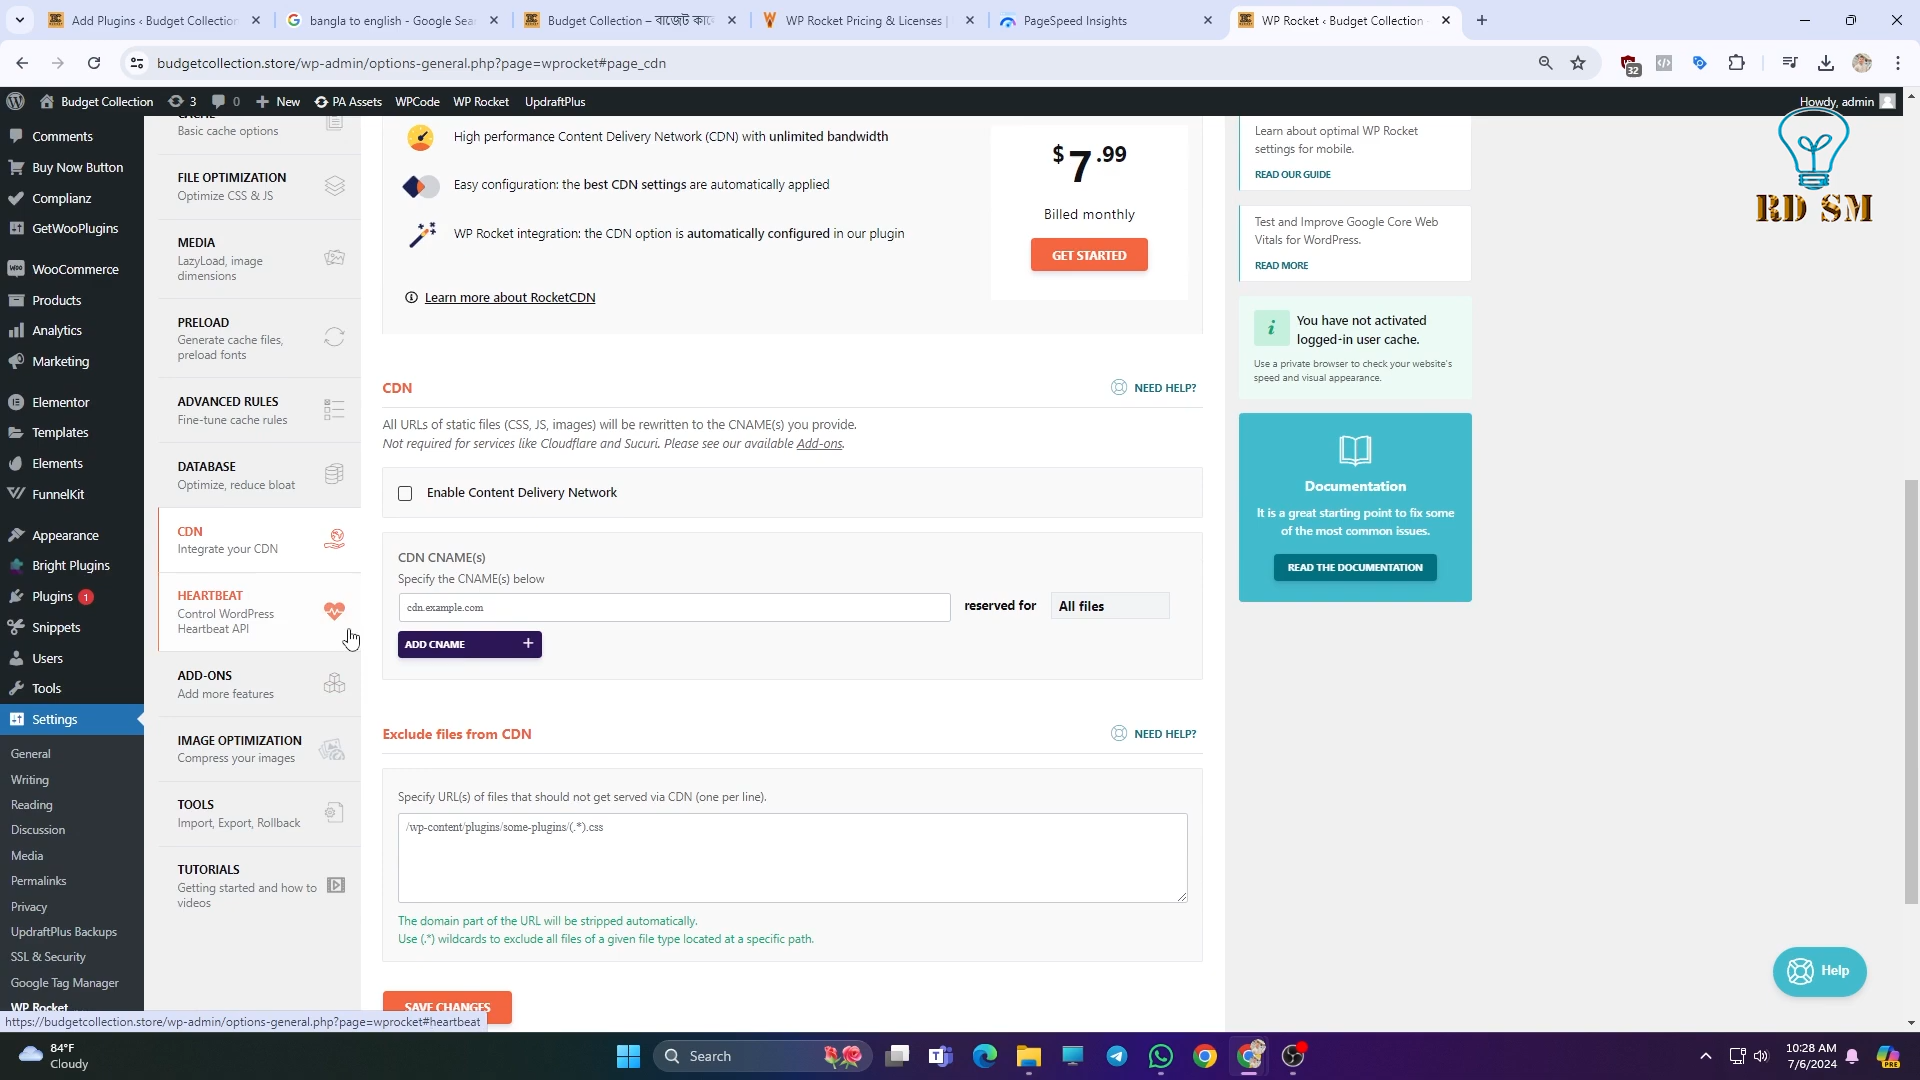 Add Plugins ‹ Budget Collection
bangla to english - Google Sea
Budget Collection – বাজেট কালে
WP Rocket Pricing & Licenses |
PageSpeed Insights
WP Rocket ‹ Budget Collection
budgetcollection.store/wp-admin/options-general.php?page=wprocket#page_cdn
32
Budget Collection
3
0
New
PA Assets
WPCode
WP Rocket
UpdraftPlus
Howdy, admin
Comments
Buy Now Button
Complianz
GetWooPlugins
WooCommerce
Products
Analytics
Marketing
Elementor
Templates
Elements
FunnelKit
Appearance
Bright Plugins
Plugins 1
Snippets
Users
Tools
Settings
General
Writing
Reading
Discussion
Media
Permalinks
Privacy
UpdraftPlus Backups
SSL & Security
Google Tag Manager
WP Rocket
CACHE
Basic cache options
FILE OPTIMIZATION
Optimize CSS & JS
MEDIA
LazyLoad, image
dimensions
PRELOAD
Generate cache files,
preload fonts
ADVANCED RULES
Fine-tune cache rules
DATABASE
Optimize, reduce bloat
CDN
Integrate your CDN
HEARTBEAT
Control WordPress
Heartbeat API
ADD-ONS
Add more features
IMAGE OPTIMIZATION
Compress your images
TOOLS
Import, Export, Rollback
TUTORIALS
Getting started and how to
videos
High performance Content Delivery Network (CDN) with unlimited bandwidth
Easy configuration: the best CDN settings are automatically applied
WP Rocket integration: the CDN option is automatically configured in our plugin
Learn more about RocketCDN
$7.99
Billed monthly
GET STARTED
CDN
NEED HELP?
All URLs of static files (CSS, JS, images) will be rewritten to the CNAME(s) you provide.
Not required for services like Cloudflare and Sucuri. Please see our available Add-ons.
Enable Content Delivery Network
CDN CNAME(s)
Specify the CNAME(s) below
cdn.example.com
reserved for
All files
ADD CNAME +
Exclude files from CDN
NEED HELP?
Specify URL(s) of files that should not get served via CDN (one per line).
/wp-content/plugins/some-plugins/(.*).css
The domain part of the URL will be stripped automatically.
Use (.*) wildcards to exclude all files of a given file type located at a specific path.
SAVE CHANGES
Learn about optimal WP Rocket
settings for mobile.
READ OUR GUIDE
Test and Improve Google Core Web
Vitals for WordPress.
READ MORE
You have not activated
logged-in user cache.
Use a private browser to check your website's
speed and visual appearance.
Documentation
It is a great starting point to fix some
of the most common issues.
READ THE DOCUMENTATION
RD SM
Help
https://budgetcollection.store/wp-admin/options-general.php?page=wprocket#heartbeat
84°F
Cloudy
Search
10:28 AM
7/6/2024
PRE